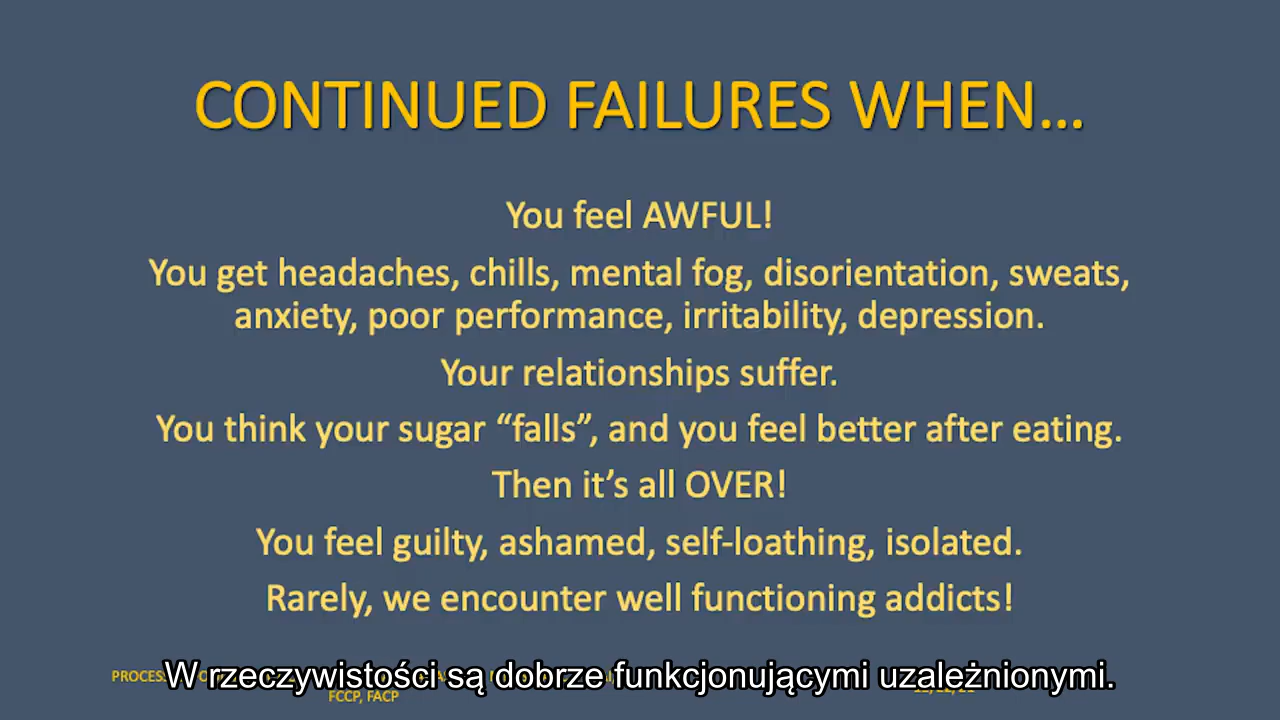 CONTINUED FAILURES WHEN...
You feel AWFUL!
You get headaches, chills, mental fog, disorientation, sweats,
anxiety, poor performance, irritability, depression.
Your relationships suffer.
You think your sugar “falls”, and you feel better after eating.
Then it’s all OVER!
You feel guilty, ashamed, self-loathing, isolated.
Rarely, we encounter well functioning addicts!
W rzeczywistości są dobrze funkcjonującymi uzależnionymi.
FCCP, FACP